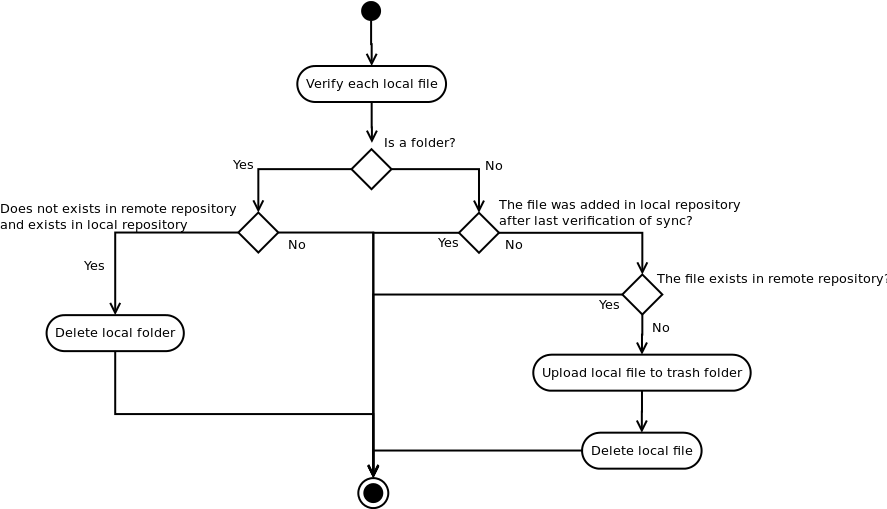 Verify each local file
Is a folder?
Yes
No
Does not exists in remote repository
and exists in local repository
The file was added in local repository
after last verification of sync?
No
Yes
No
Yes
The file exists in remote repository?
Yes
No
Delete local folder
Upload local file to trash folder
Delete local file